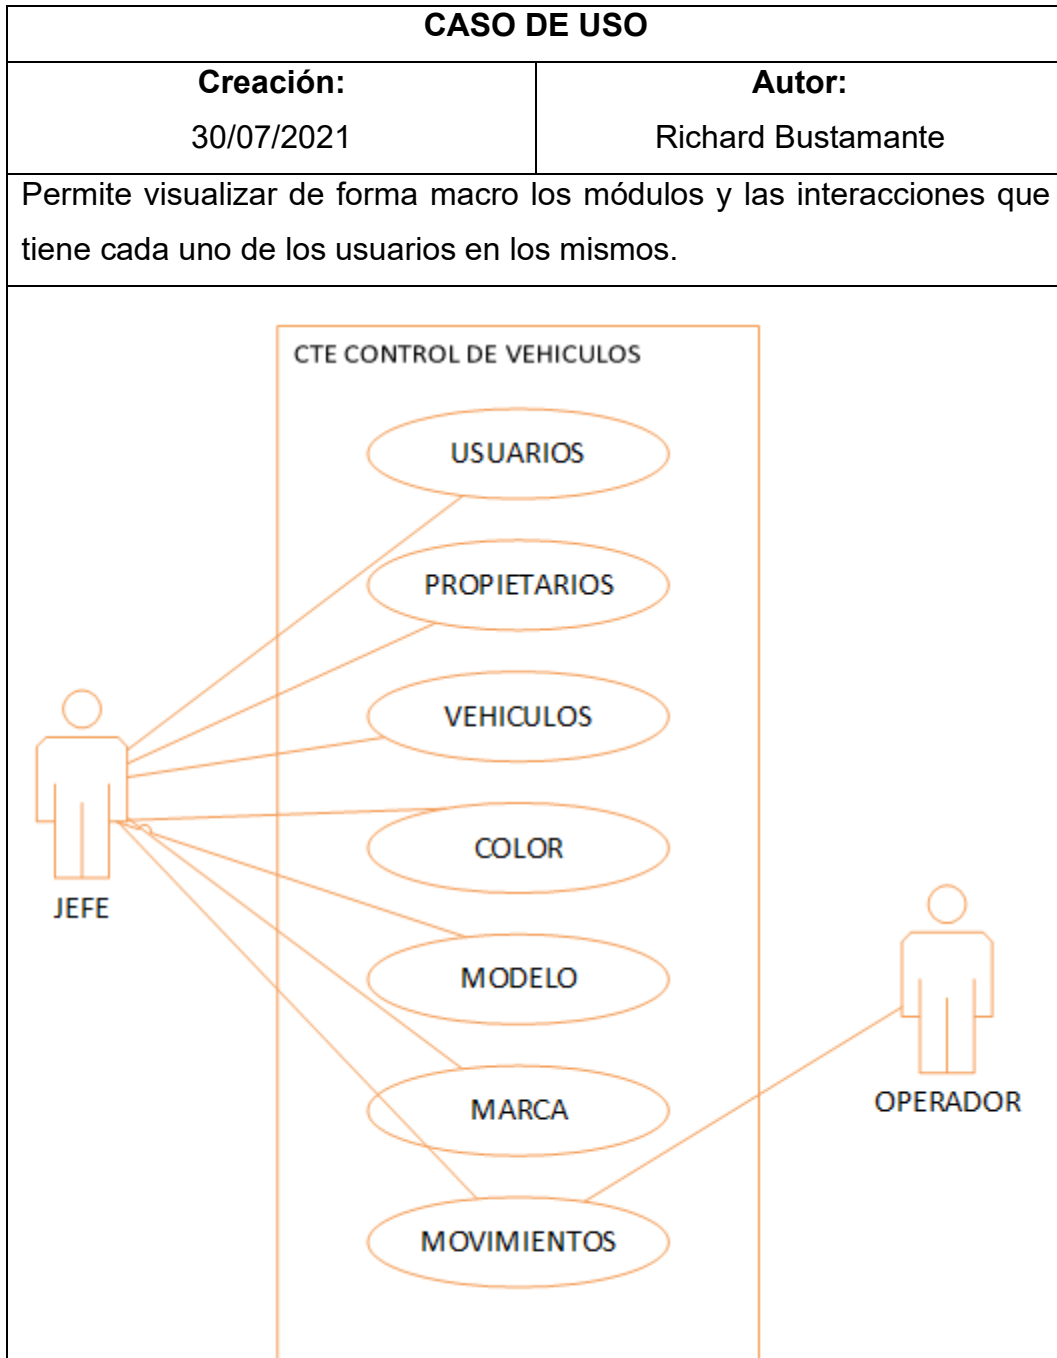 CASO DE USO
Creación:
30/07/2021
Autor:
Richard Bustamante
Permite visualizar de forma macro los módulos y las interacciones que
tiene cada uno de los usuarios en los mismos.
CTE CONTROL DE VEHICULOS
USUARIOS
PROPIETARIOS
VEHICULOS
COLOR
JEFE
MODELO
MARCA
OPERADOR
MOVIMIENTOS